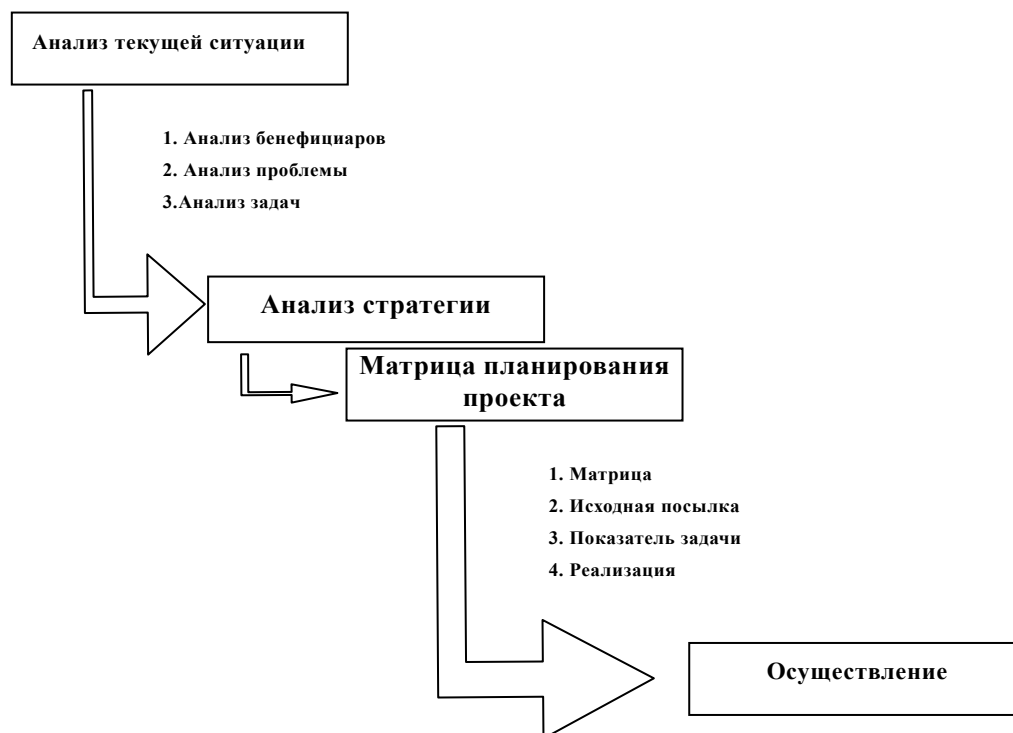 Анализ текущей ситуации
1. Анализ бенефициаров
2. Анализ проблемы
3.Анализ задач
Анализ стратегии
Матрица планирования
проекта
1. Матрица
2. Исходная посылка
3. Показатель задачи
4. Реализация
Осуществление